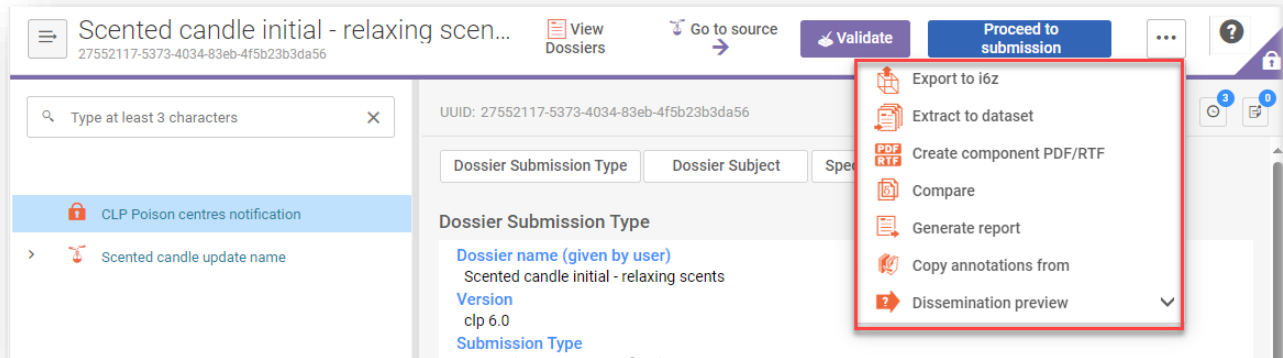 Scented candle initial - relaxing scen...
27552117-5373-4034-83eb-4f5b23b3da56
View
Dossiers
Go to source
Validate
Proceed to
submission
...
?
Type at least 3 characters
CLP Poison centres notification
Scented candle update name
UUID: 27552117-5373-4034-83eb-4f5b23b3da56
3
0
Dossier Submission Type
Dossier Subject
Spec
Dossier Submission Type
Dossier name (given by user)
Scented candle initial - relaxing scents
Version
clp 6.0
Submission Type
Export to i6z
Extract to dataset
PDF
RTF
Create component PDF/RTF
Compare
Generate report
Copy annotations from
?
Dissemination preview